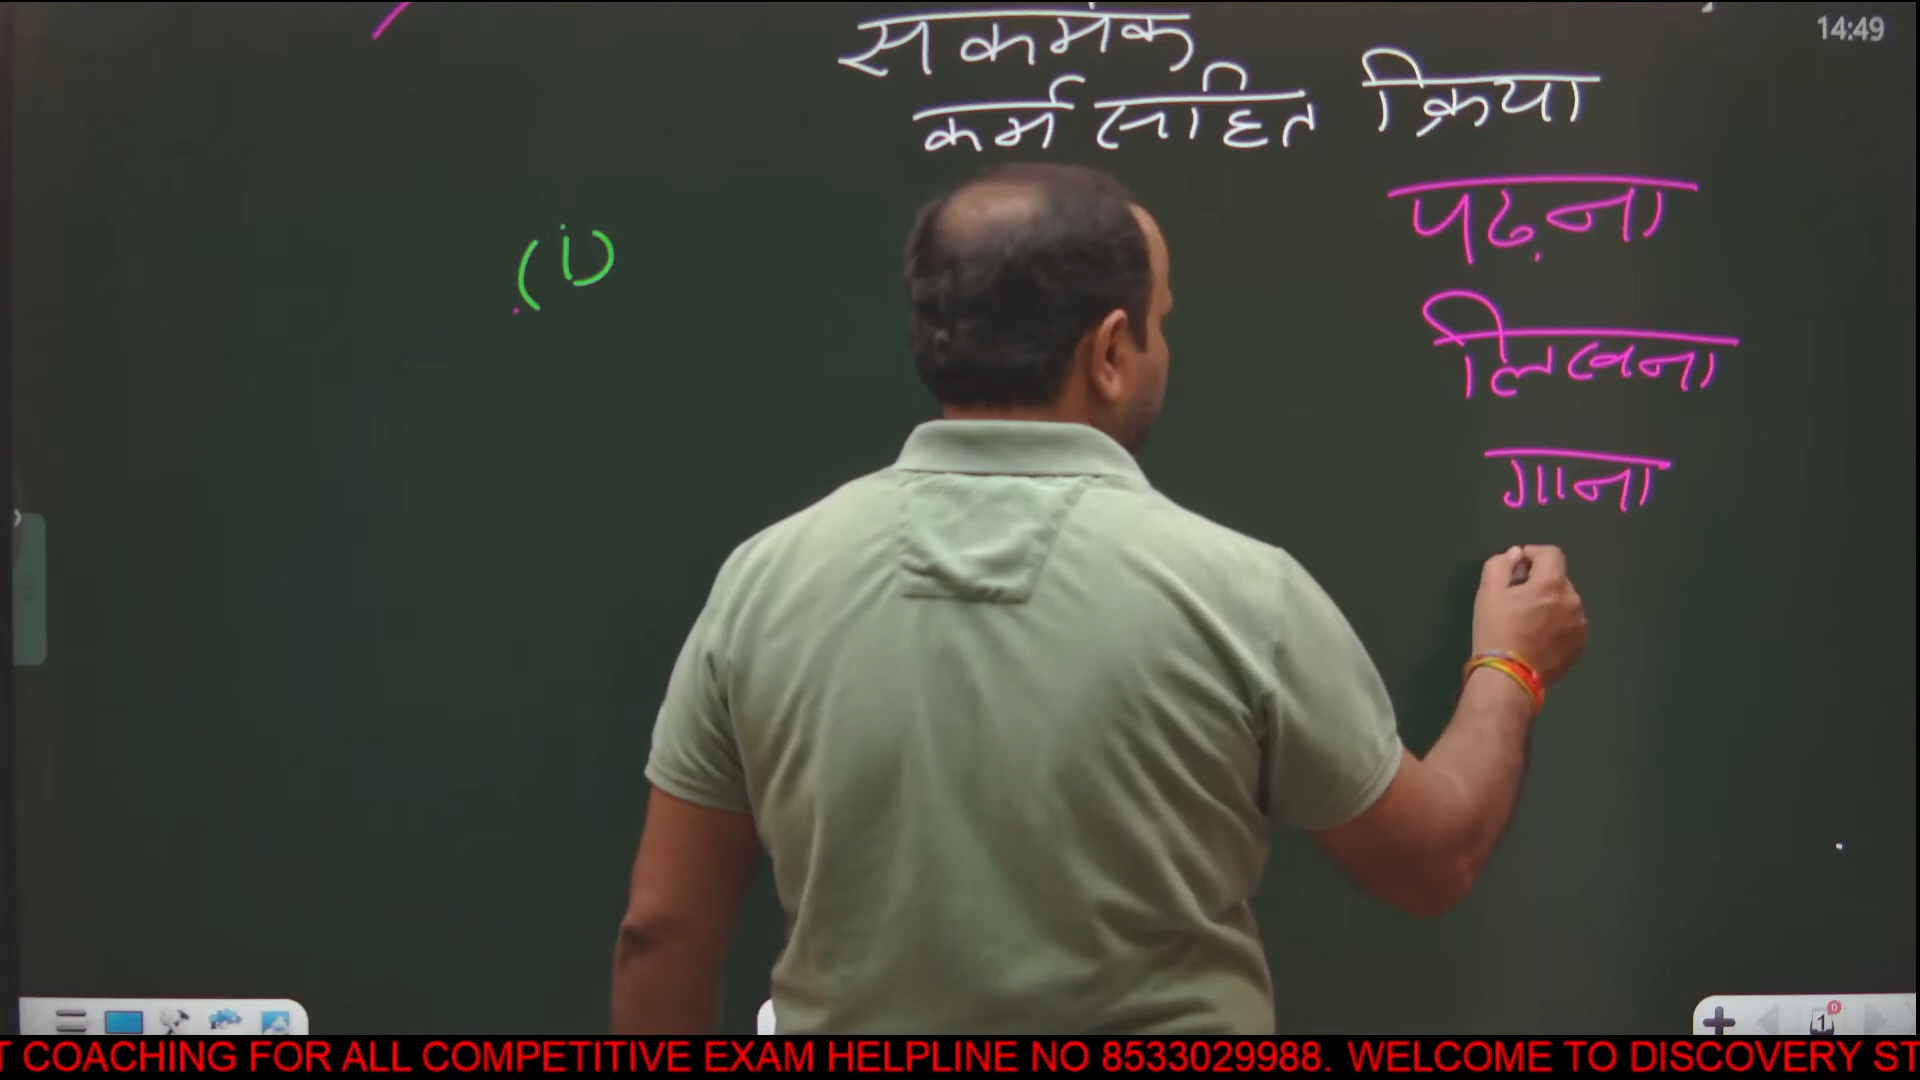 14:49
सकर्मक
कर्म सहित क्रिया
पढ़ना
(i)
लिखना
गाना
1
T COACHING FOR ALL COMPETITIVE EXAM HELPLINE NO 8533029988. WELCOME TO DISCOVERY ST